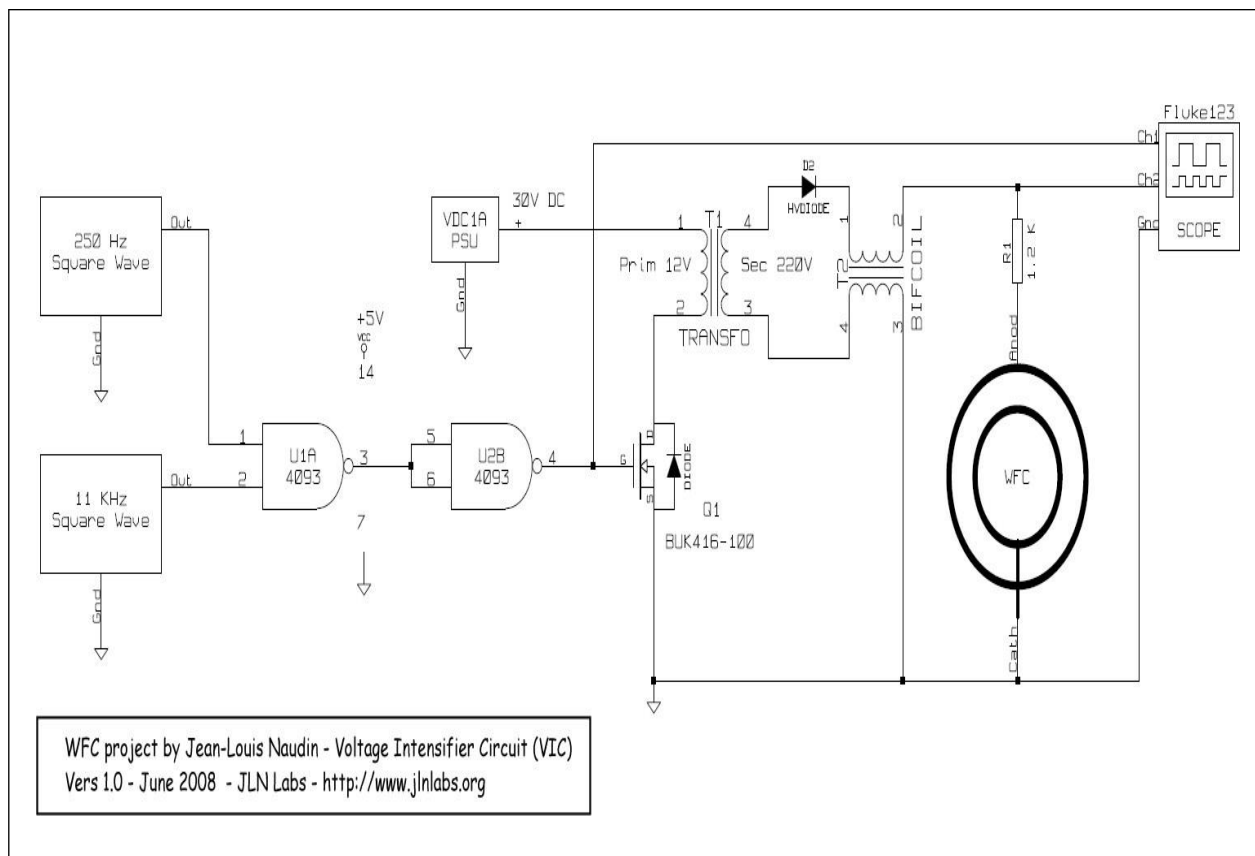 Fluke123
Ch1
Ch2
Gnd
SCOPE
250 Hz
Square Wave
Out
Gnd
11 KHz
Square Wave
Out
Gnd
VDC1A
PSU
30V DC
+
Gnd
+5V
VCC
14
1
2
U1A
4093
3
7
5
6
U2B
4093
4
1
T1
4
Prim 12V
Sec 220V
2
3
TRANSFO
D2
HVDIODE
1
2
T2
4
3
BIFCOIL
R1
1.2 K
Anod
WFC
Cath
G
S
DIODE
Q1
BUK416-100
WFC project by Jean-Louis Naudin - Voltage Intensifier Circuit (VIC)
Vers 1.0 - June 2008 - JLN Labs - http://www.jlnlabs.org